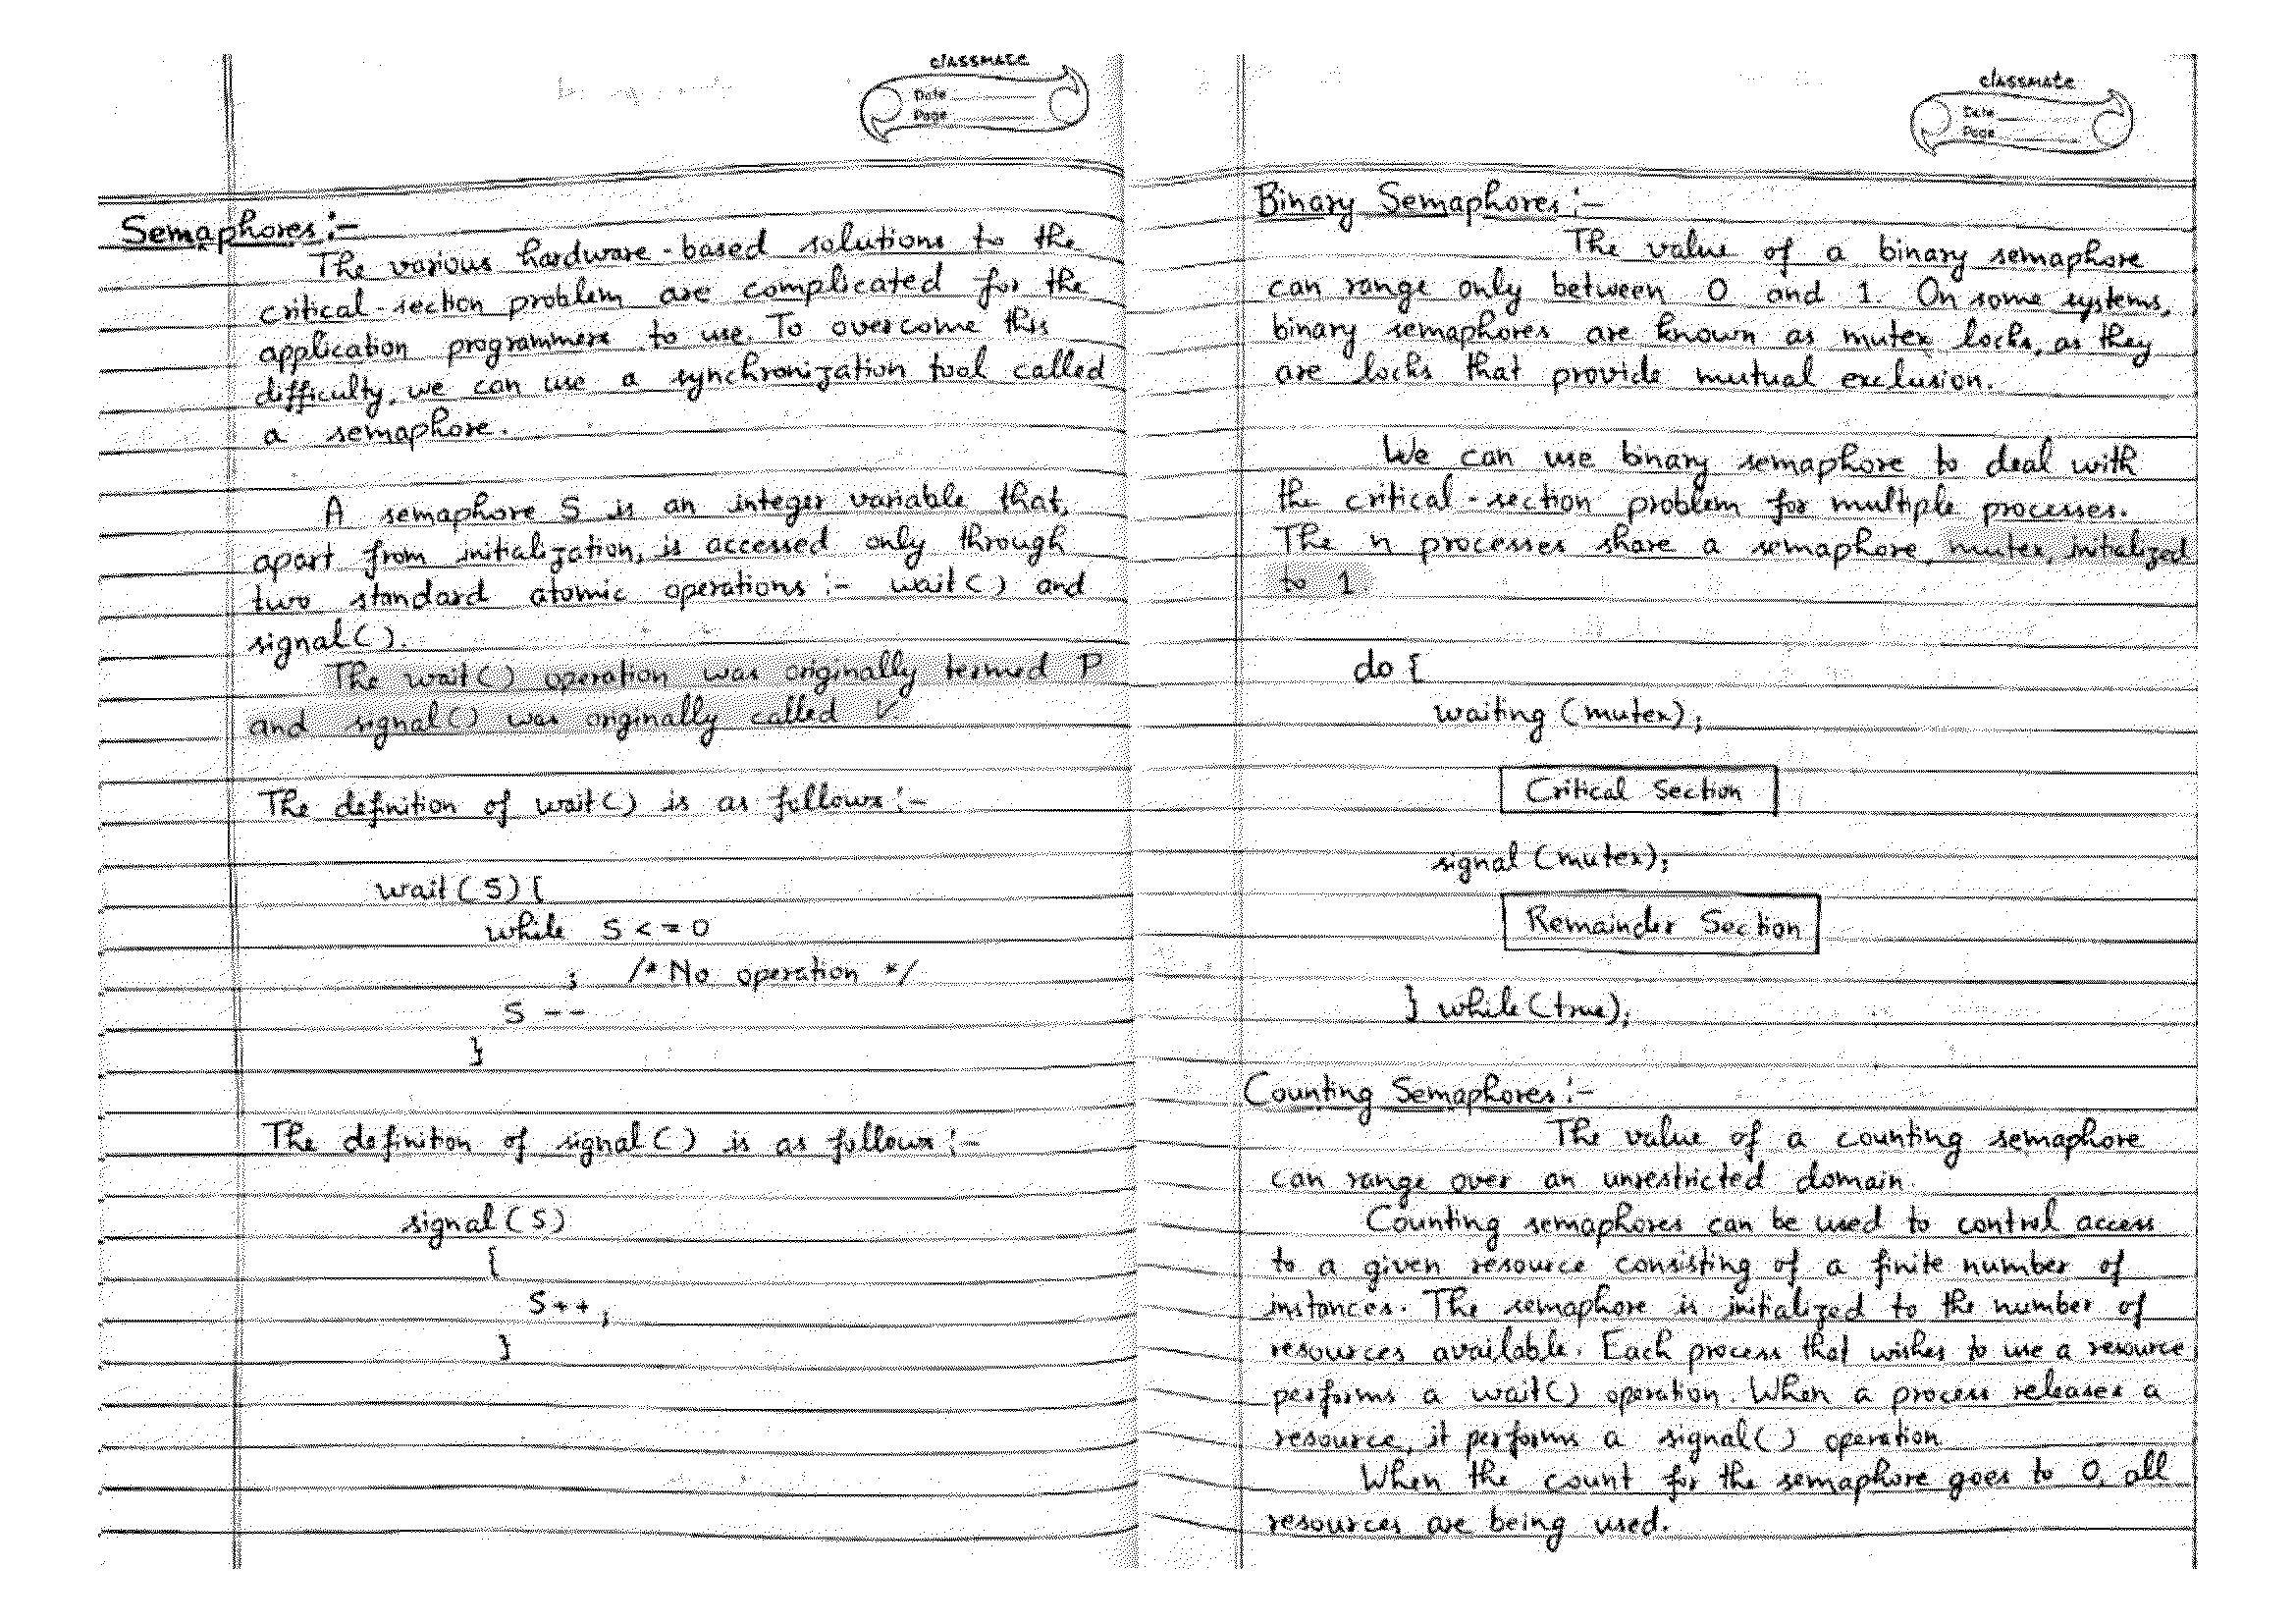 classmate
Date
Page
Semaphores :-
The various hardware-based solutions to the
critical-section problem are complicated for the
application programmers to use. To overcome this
difficulty, we can use a synchronization tool called
a semaphore.
A semaphore S is an integer variable that,
apart from initialization, is accessed only through
two standard atomic operations :- wait() and
signal().
The wait() operation was originally termed P
and signal() was originally called V
The definition of wait() is as follows :-
wait(S){
while S <= 0
; /* No operation */
S --
}
The definition of signal() is as follows :-
signal(S)
{
S++;
}
classmate
Date
Page
Binary Semaphores :-
The value of a binary semaphore
can range only between 0 and 1. On some systems,
binary semaphores are known as mutex locks, as they
are locks that provide mutual exclusion.
We can use binary semaphore to deal with
the critical-section problem for multiple processes.
The n processes share a semaphore, mutex, initialized
to 1
do {
waiting (mutex);
Critical Section
signal (mutex);
Remainder Section
} while (true);
Counting Semaphores :-
The value of a counting semaphore
can range over an unrestricted domain.
Counting semaphores can be used to control access
to a given resource consisting of a finite number of
instances. The semaphore is initialized to the number of
resources available. Each process that wishes to use a resource
performs a wait() operation. When a process releases a
resource, it performs a signal() operation.
When the count for the semaphore goes to 0, all
resources are being used.